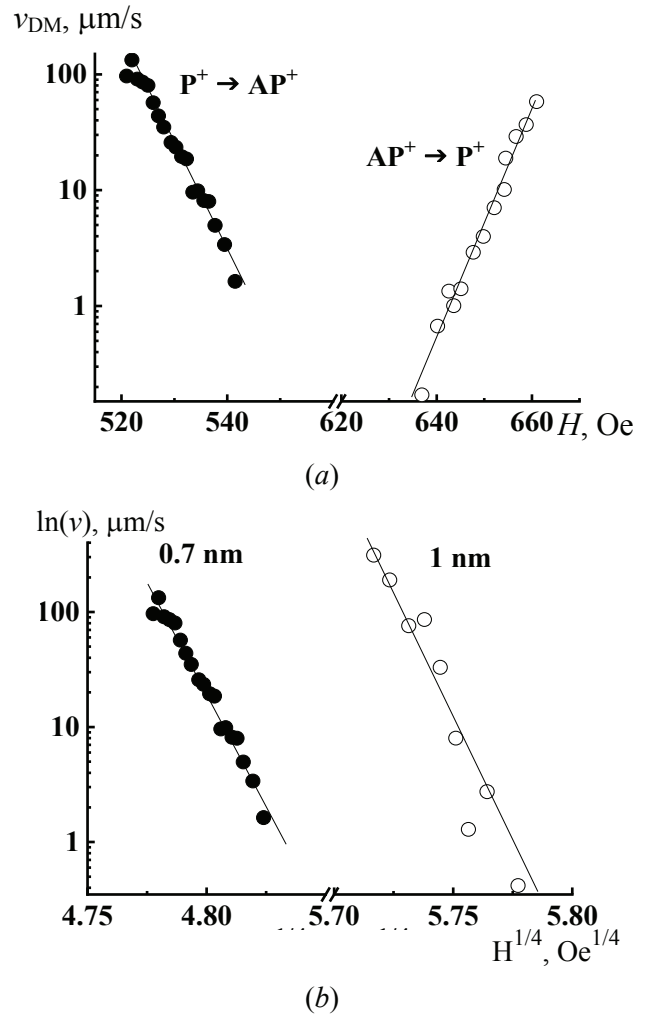 v_DM, μm/s
100
P⁺ → AP⁺
AP⁺ → P⁺
10
1
520 540 620 640 660 H, Oe
(a)
ln(v), μm/s
0.7 nm
1 nm
100
10
1
4.75 4.80 5.70 5.75 5.80
H^1/4, Oe^1/4
(b)